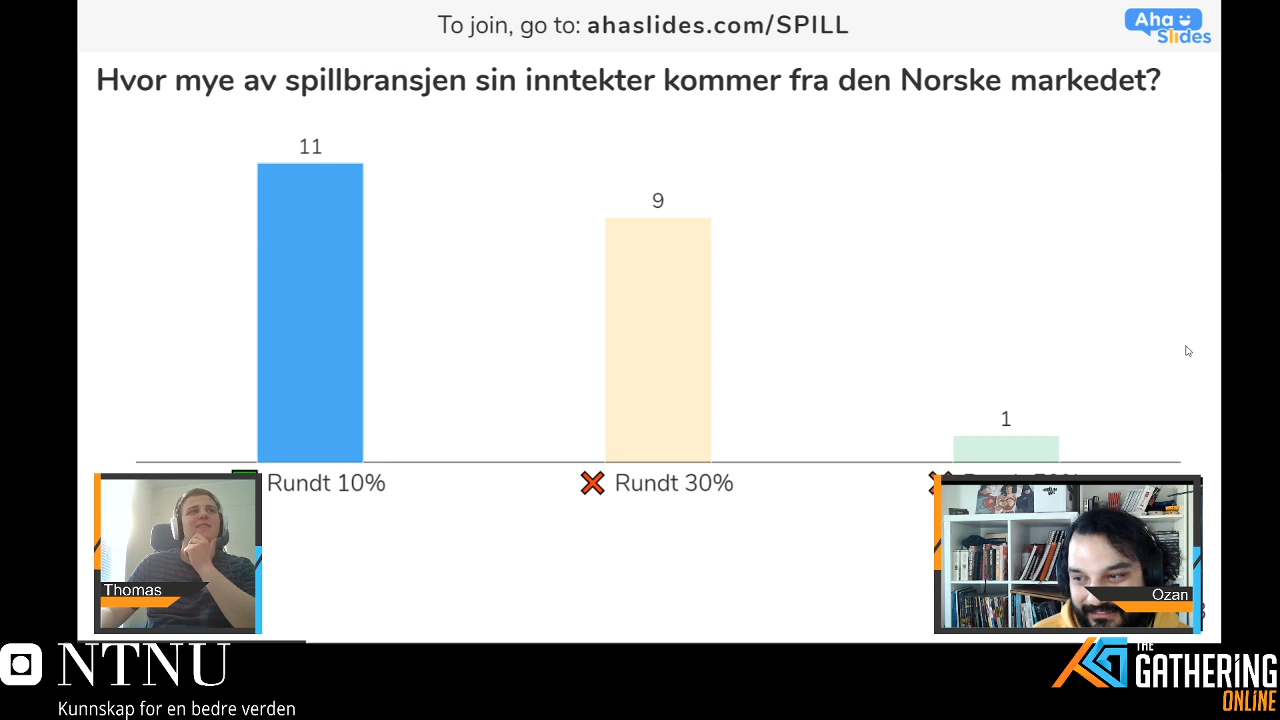 To join, go to: ahaslides.com/SPILL
Aha
Slides
Hvor mye av spillbransjen sin inntekter kommer fra den Norske markedet?
11
9
1
Rundt 10%
Rundt 30%
Thomas
Ozan
NTNU
Kunnskap for en bedre verden
THE
GATHERING
ONLINE